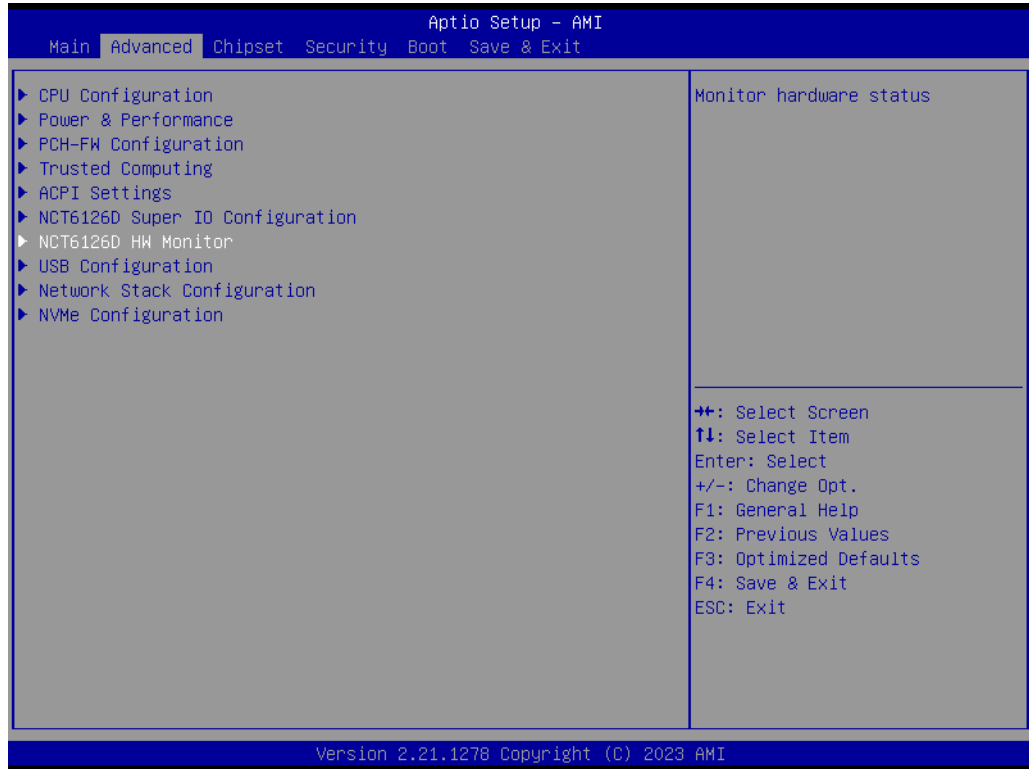 Aptio Setup – AMI
Main Advanced Chipset Security Boot Save & Exit
▶ CPU Configuration
▶ Power & Performance
▶ PCH-FW Configuration
▶ Trusted Computing
▶ ACPI Settings
▶ NCT6126D Super IO Configuration
▶ NCT6126D HW Monitor
▶ USB Configuration
▶ Network Stack Configuration
▶ NVMe Configuration
Monitor hardware status
→←: Select Screen
↑↓: Select Item
Enter: Select
+/-: Change Opt.
F1: General Help
F2: Previous Values
F3: Optimized Defaults
F4: Save & Exit
ESC: Exit
Version 2.21.1278 Copyright (C) 2023 AMI